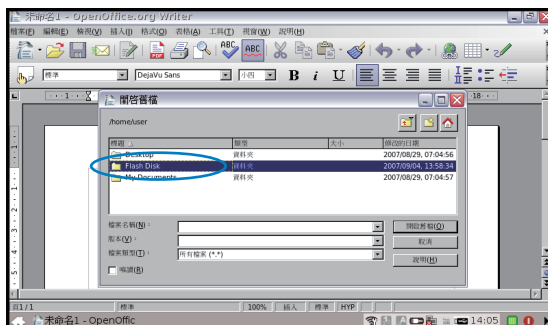 未命名1 - OpenOffice.org Writer
檔案(F) 編輯(E) 檢視(V) 插入(I) 格式(O) 表格(A) 工具(T) 視窗(W) 說明(H)
標準 DejaVu Sans 小四 B i U
開啓舊檔
/home/user
標題 類型 大小 修改的日期
Desktop 資料夾 2007/08/29, 07:04:56
Flash Disk 資料夾 2007/09/04, 13:58:34
My Documents 資料夾 2007/08/29, 07:04:57
檔案名稱(N): 開啟舊檔(O)
版本(V): 取消
檔案類型(T): 所有檔案 (*.*) 說明(H)
唯讀(R)
頁1/1 標準 100% 插入 標準 HYP
未命名1 - OpenOffic 14:05